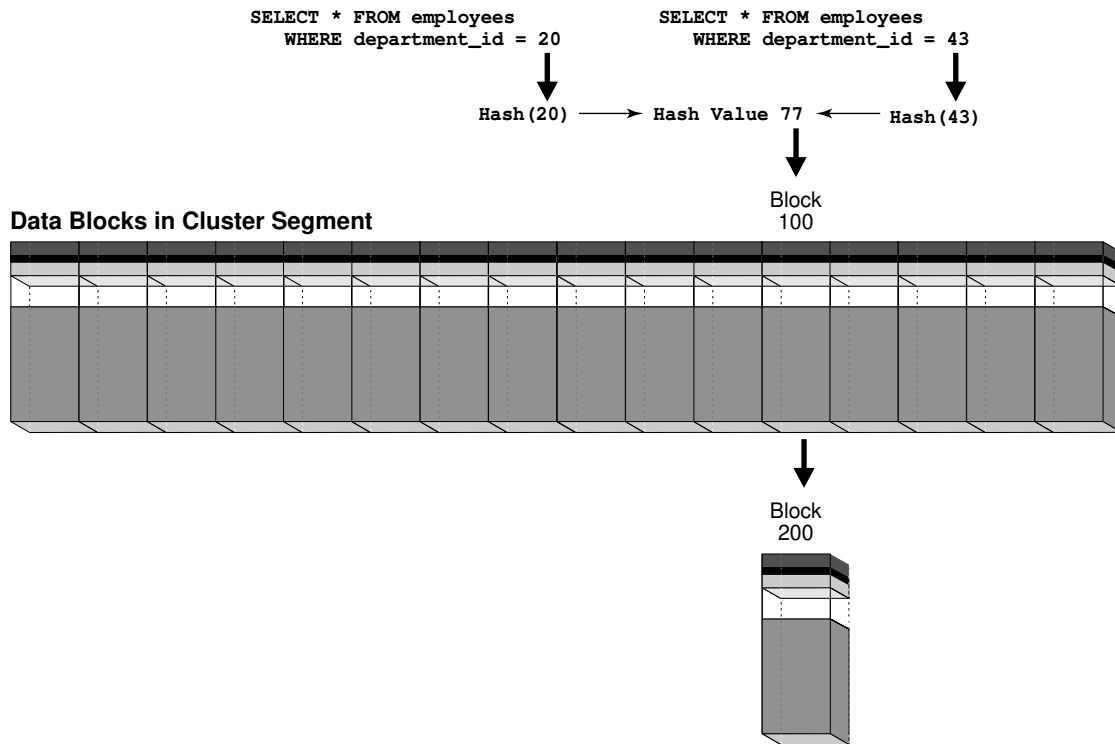 SELECT * FROM employees
WHERE department_id = 20
SELECT * FROM employees
WHERE department_id = 43
Hash(20)
Hash Value 77
Hash(43)
Block
100
Data Blocks in Cluster Segment
Block
200